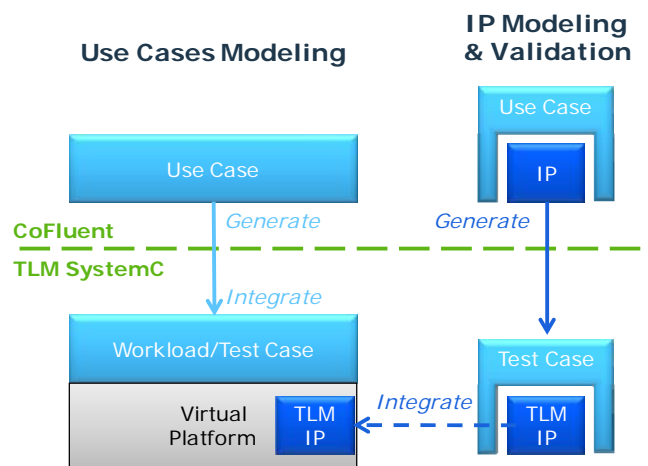 IP Modeling
& Validation
Use Cases Modeling
Use Case
Use Case
IP
Generate
Generate
CoFluent
TLM SystemC
Integrate
Workload/Test Case
Test Case
Virtual
Platform
TLM
IP
Integrate
TLM
IP